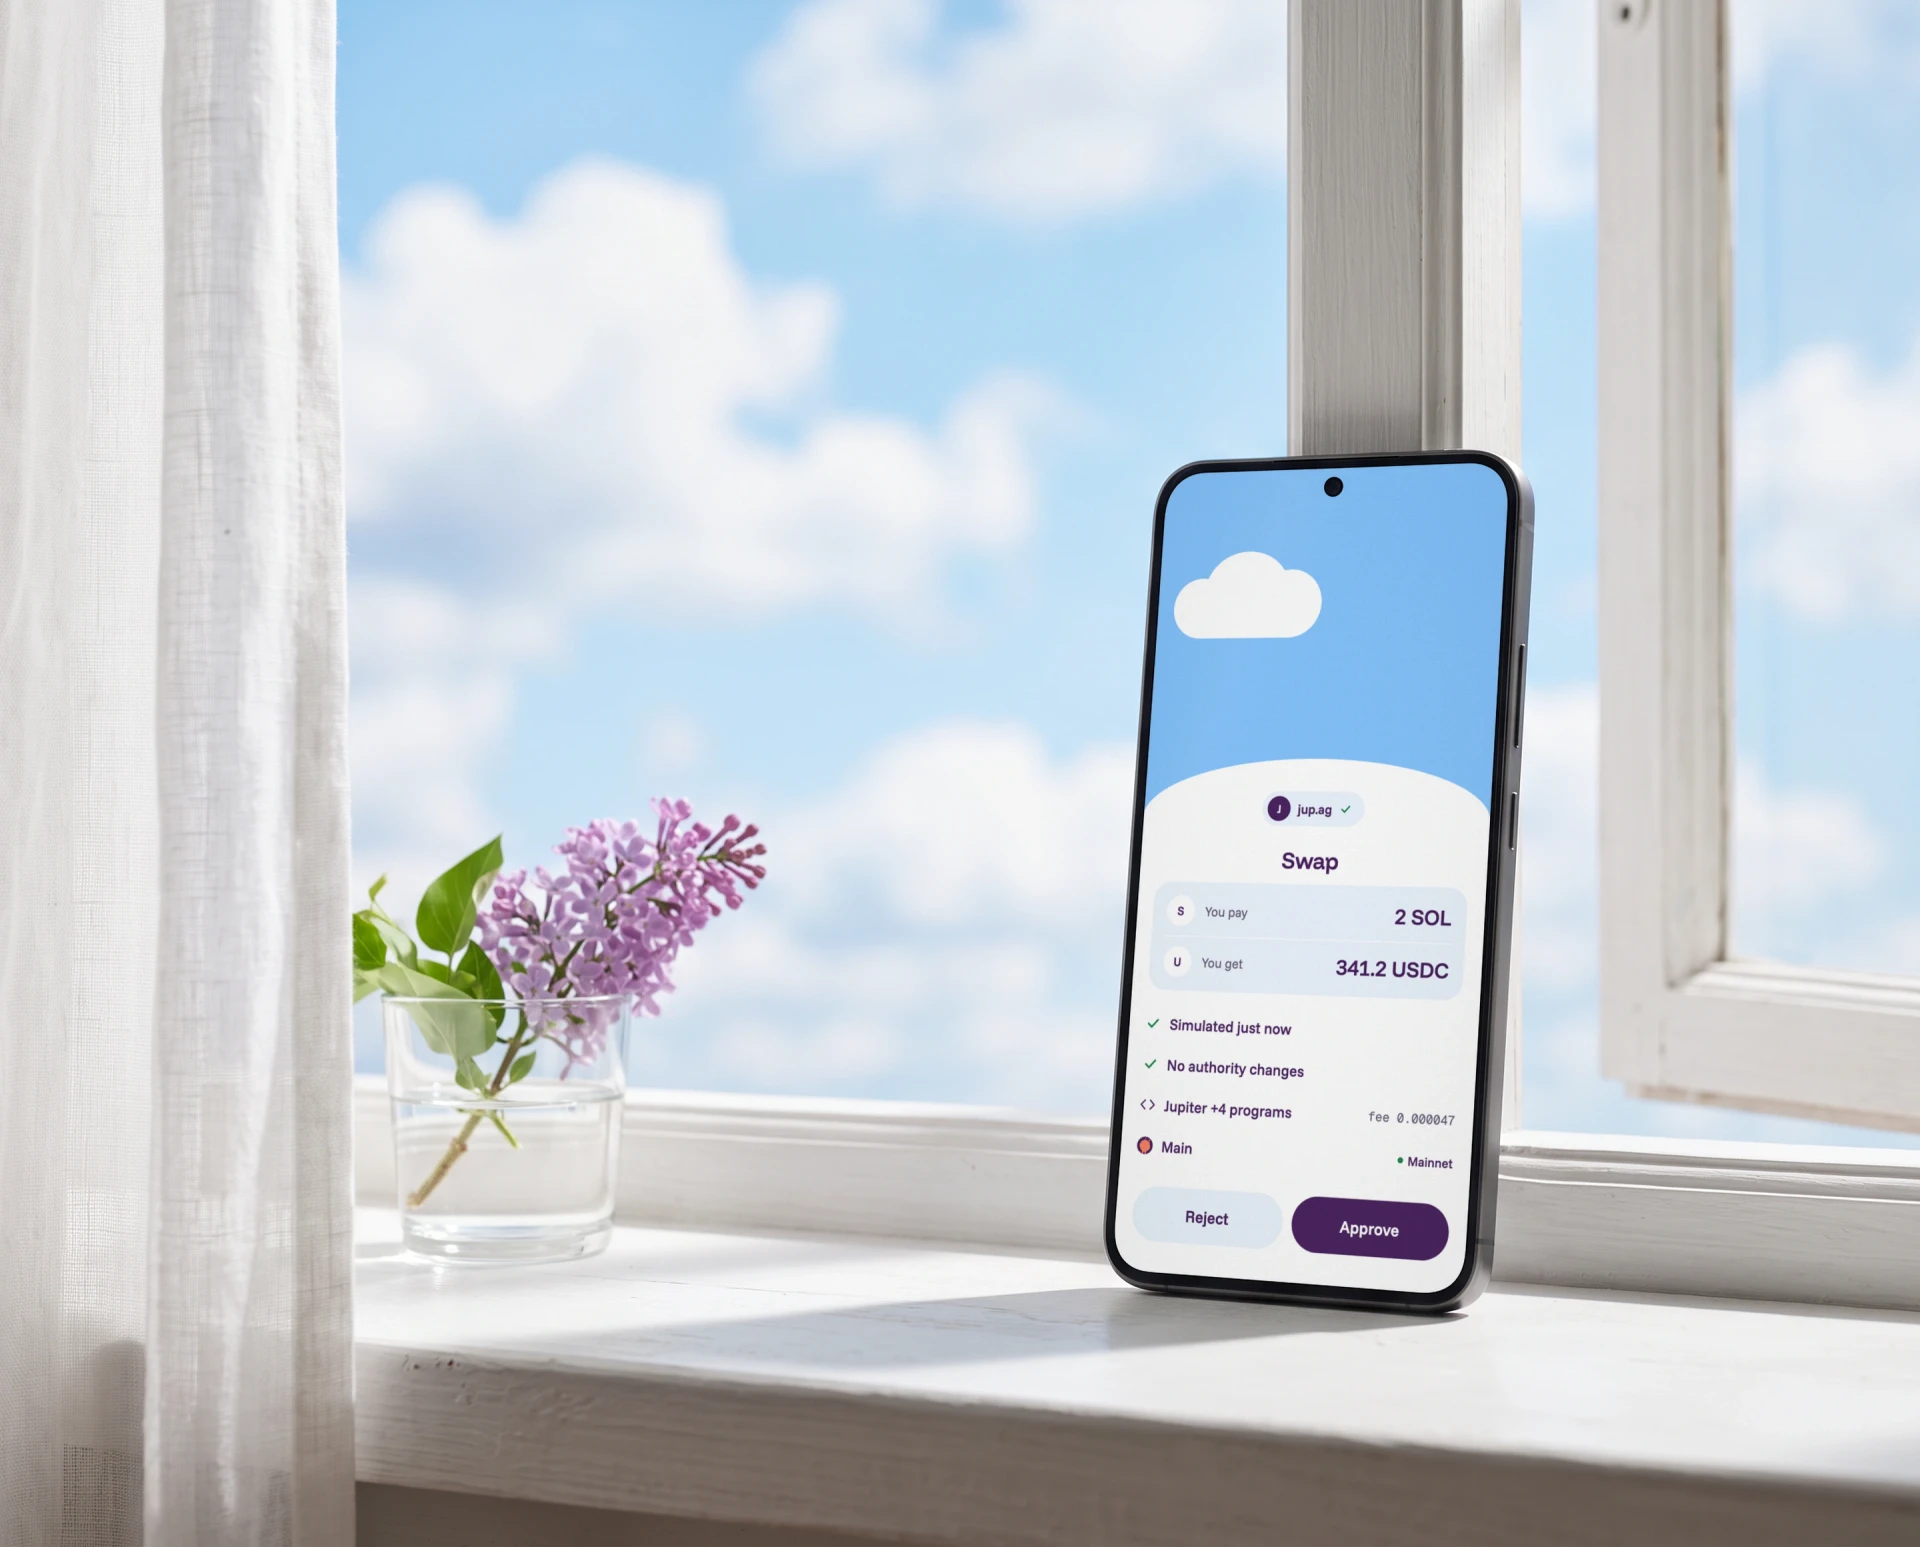 J jup.ag
Swap
S You pay 2 SOL
U You get 341.2 USDC
Simulated just now
No authority changes
Jupiter +4 programs fee 0.000047
Main Mainnet
Reject Approve